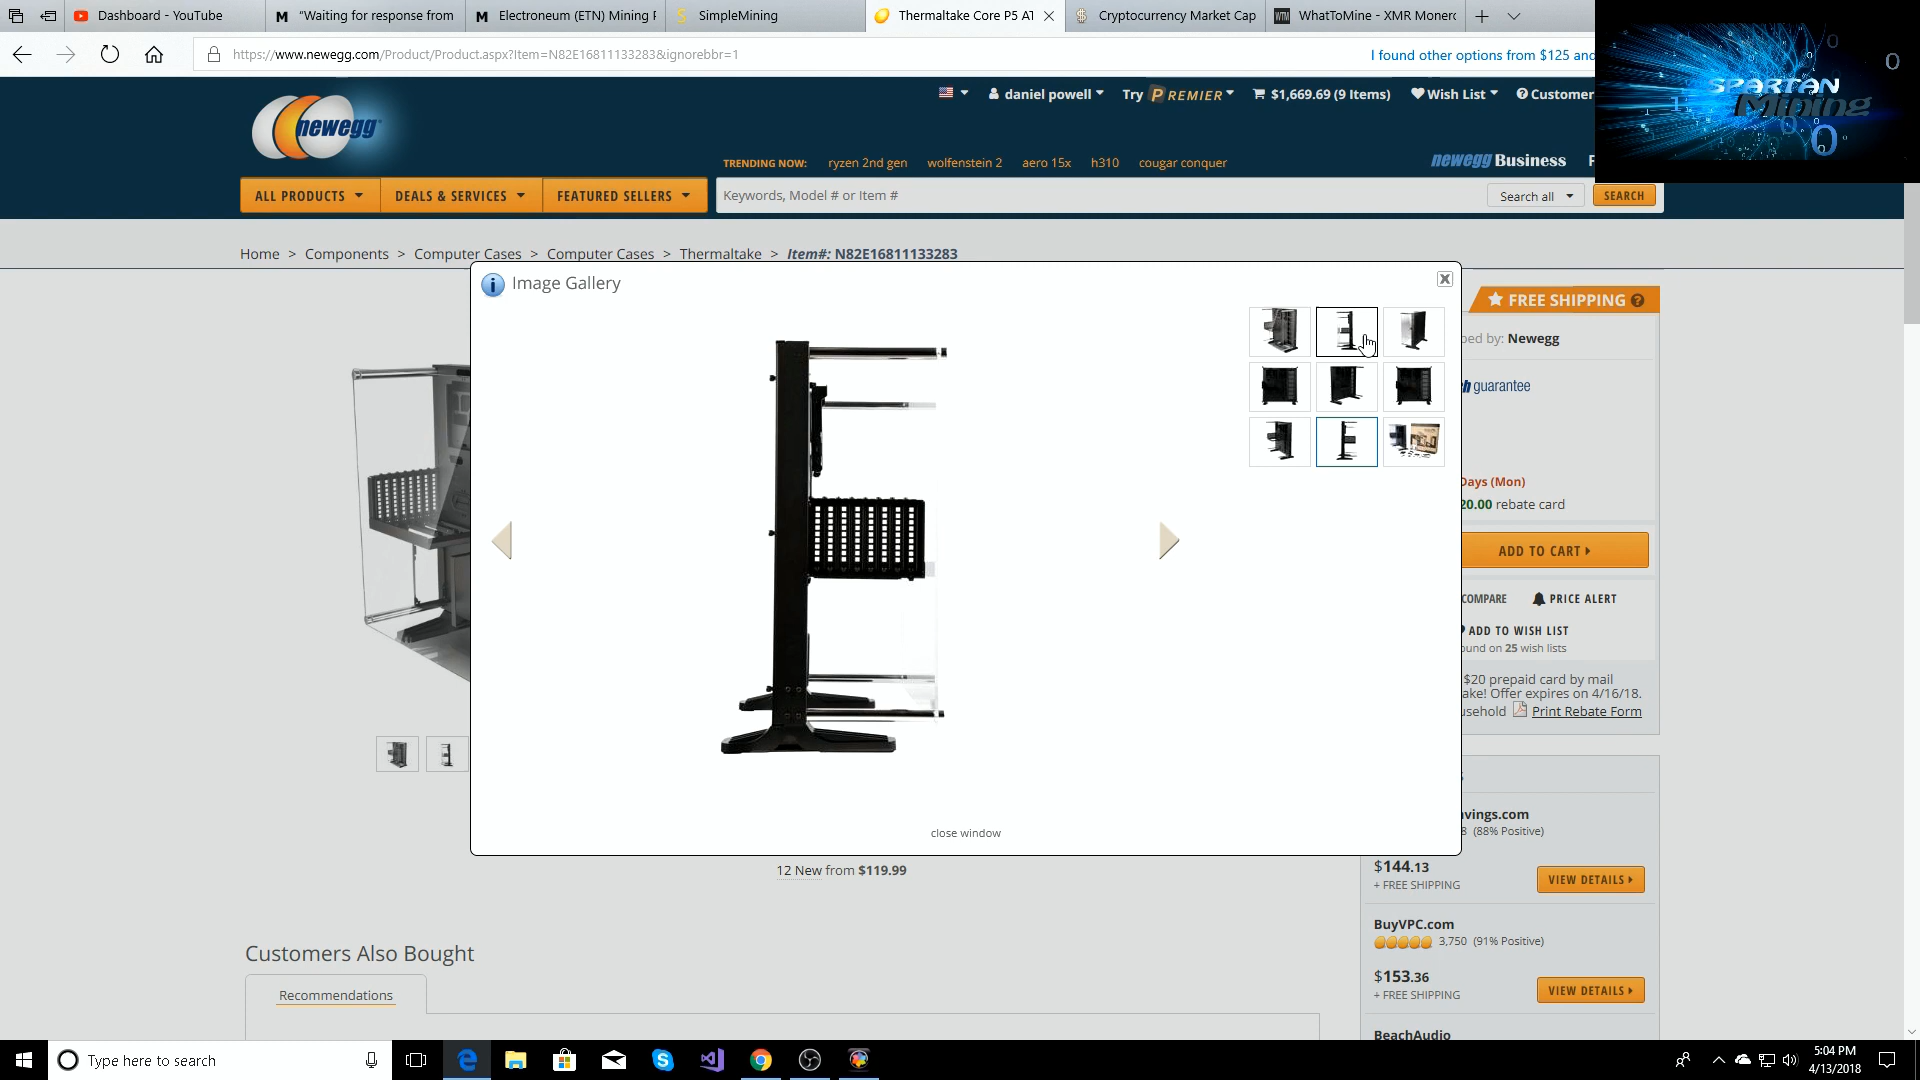 Dashboard - YouTube
"Waiting for response from
Electroneum (ETN) Mining P
SimpleMining
Thermaltake Core P5 AT
Cryptocurrency Market Cap
WhatToMine - XMR Monero
https://www.newegg.com/Product/Product.aspx?Item=N82E16811133283&ignorebbr=1
I found other options from $125 and
SPARTAN
Mining
newegg
daniel powell
Try PREMIER
$1,669.69 (9 Items)
Wish List
Customer
TRENDING NOW:
ryzen 2nd gen
wolfenstein 2
aero 15x
h310
cougar conquer
newegg Business
ALL PRODUCTS
DEALS & SERVICES
FEATURED SELLERS
Keywords, Model # or Item #
Search all
SEARCH
Home > Components > Computer Cases > Computer Cases > Thermaltake > Item#: N82E16811133283
Image Gallery
FREE SHIPPING
ped by: Newegg
guarantee
Days (Mon)
20.00 rebate card
ADD TO CART
COMPARE
PRICE ALERT
ADD TO WISH LIST
ound on 25 wish lists
$20 prepaid card by mail
ake! Offer expires on 4/16/18.
usehold
Print Rebate Form
close window
12 New from $119.99
avings.com
8 (88% Positive)
$144.13
+ FREE SHIPPING
VIEW DETAILS
BuyVPC.com
3,750 (91% Positive)
$153.36
+ FREE SHIPPING
VIEW DETAILS
BeachAudio
Customers Also Bought
Recommendations
Type here to search
5:04 PM
4/13/2018